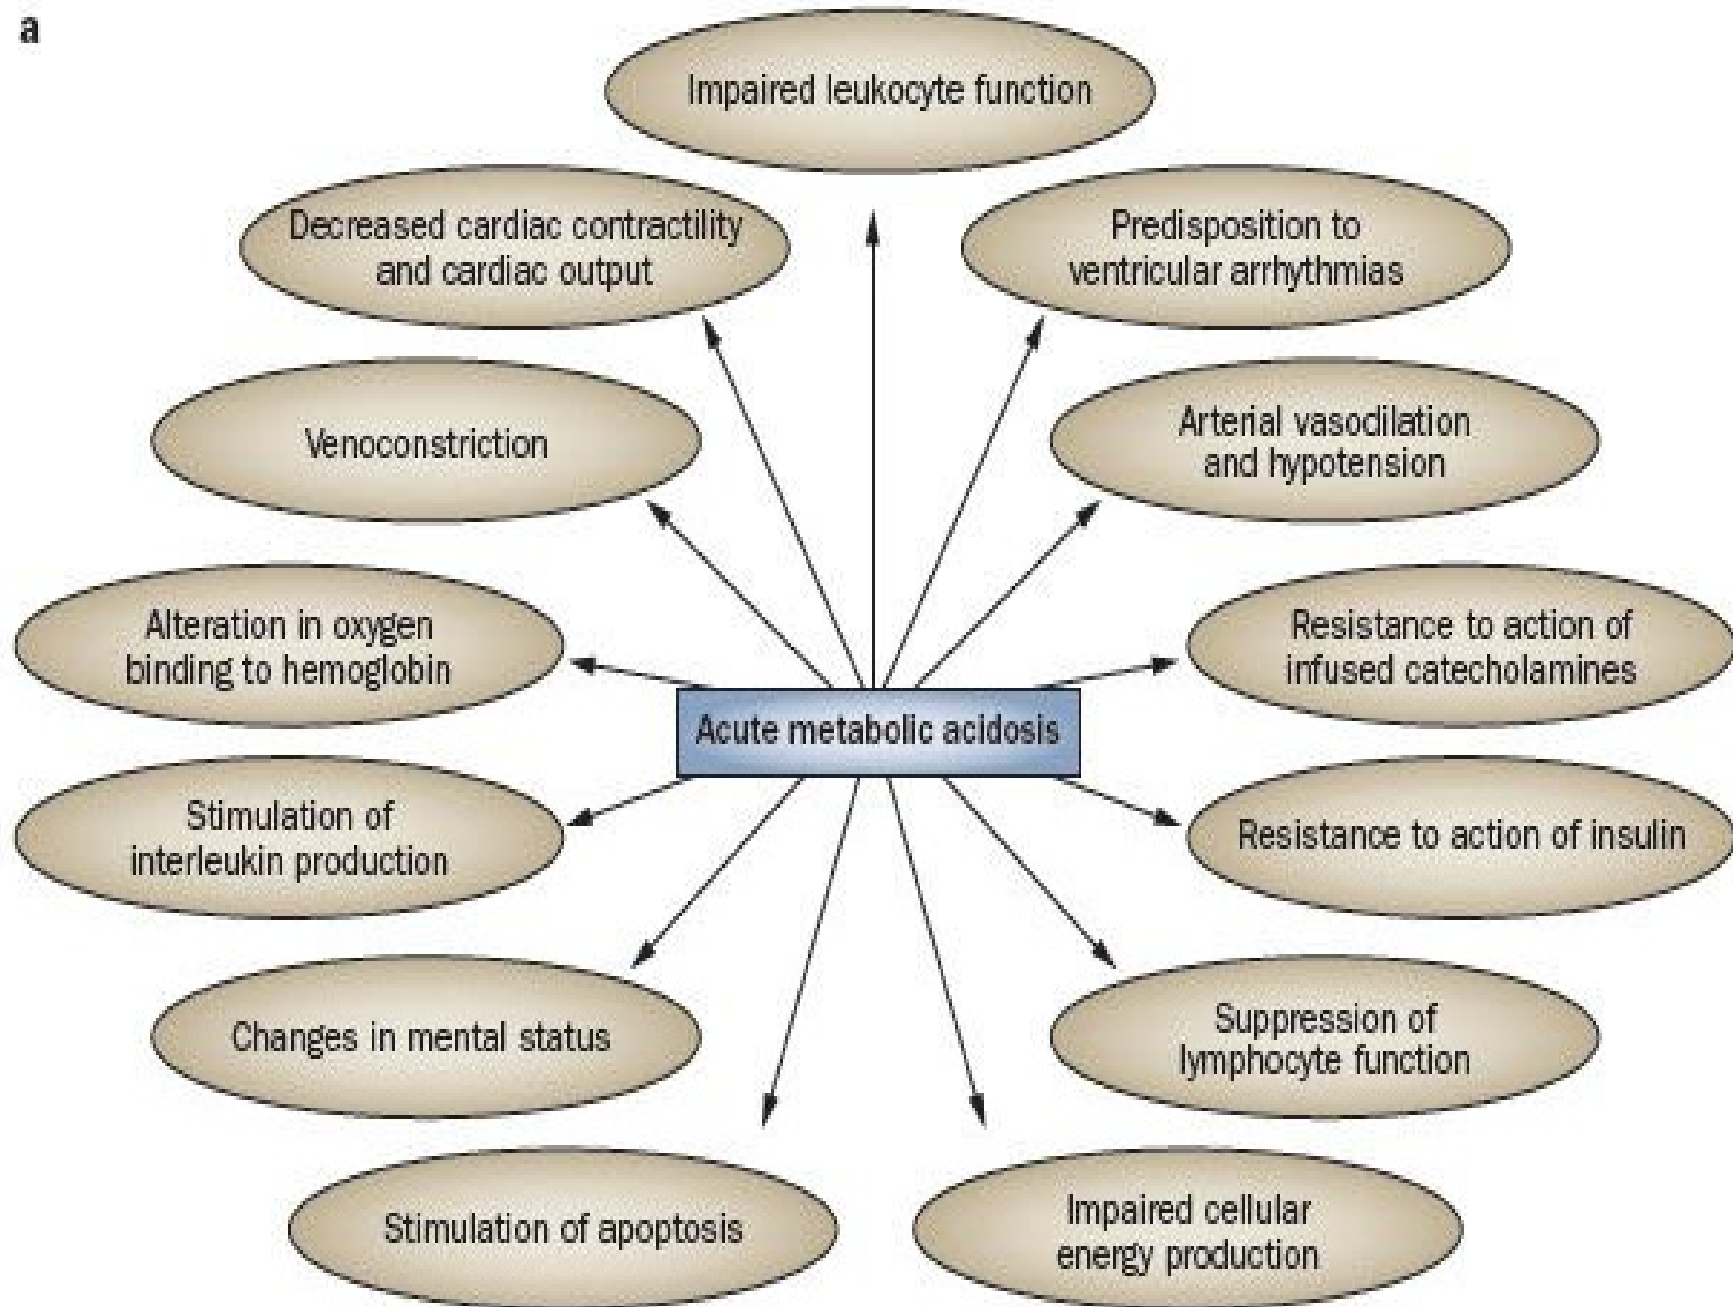 a
Impaired leukocyte function
Decreased cardiac contractility
and cardiac output
Predisposition to
ventricular arrhythmias
Venoconstriction
Arterial vasodilation
and hypotension
Alteration in oxygen
binding to hemoglobin
Resistance to action of
infused catecholamines
Acute metabolic acidosis
Stimulation of
interleukin production
Resistance to action of insulin
Changes in mental status
Suppression of
lymphocyte function
Stimulation of apoptosis
Impaired cellular
energy production